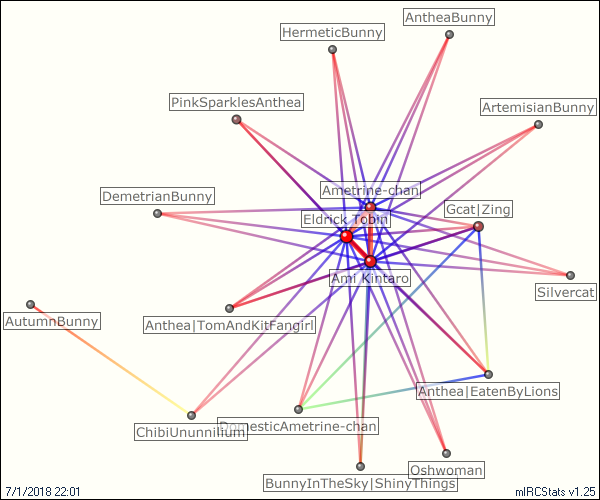 AntheaBunny
HermeticBunny
PinkSparklesAnthea
ArtemisianBunny
DemetrianBunny
Ametrine-chan
Gcat|Zing
Eldrick Tobin
Ami Kintaro
Silvercat
AutumnBunny
Anthea|TomAndKitFangirl
Anthea|EatenByLions
ChibiUnunnilium
DomesticAmetrine-chan
Oshwoman
BunnyInTheSky|ShinyThings
7/1/2018 22:01
mIRCStats v1.25